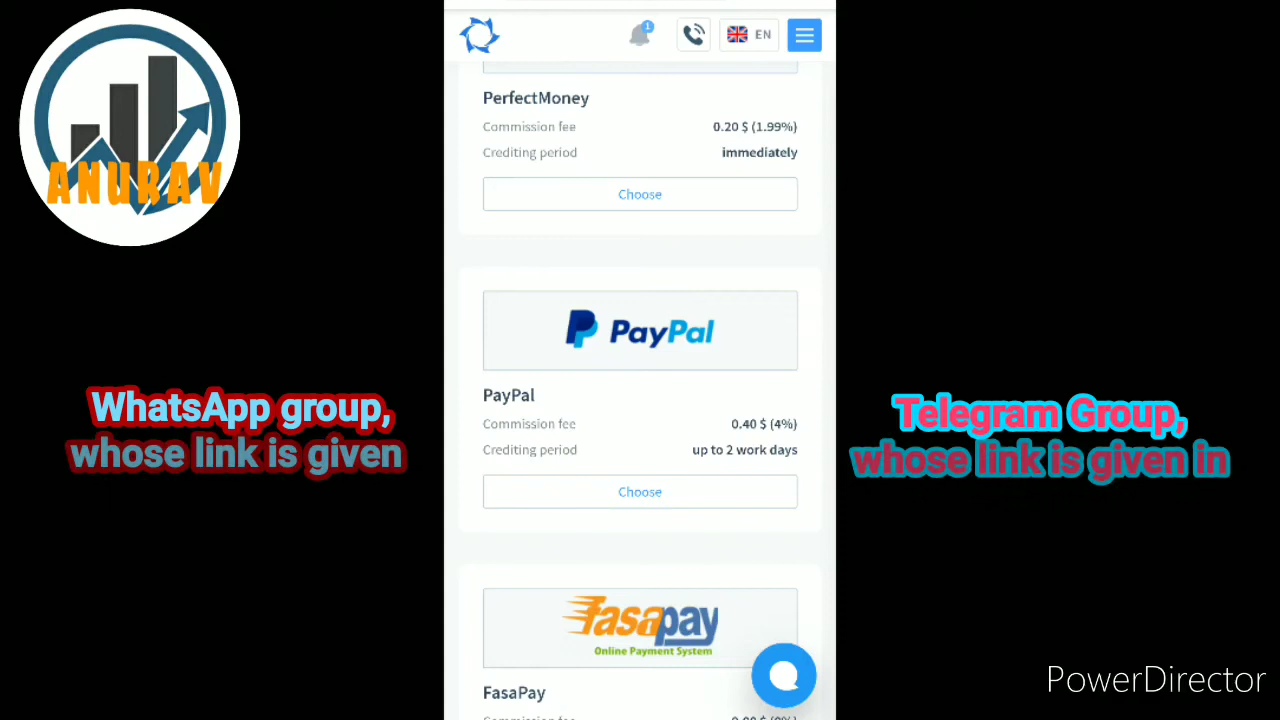 ANURAV
1
EN
PerfectMoney
Commission fee 0.20 $ (1.99%)
Crediting period immediately
Choose
PayPal
PayPal
Commission fee 0.40 $ (4%)
Crediting period up to 2 work days
Choose
fasapay
Online Payment System
FasaPay
WhatsApp group,
whose link is given
Telegram Group,
whose link is given in
PowerDirector